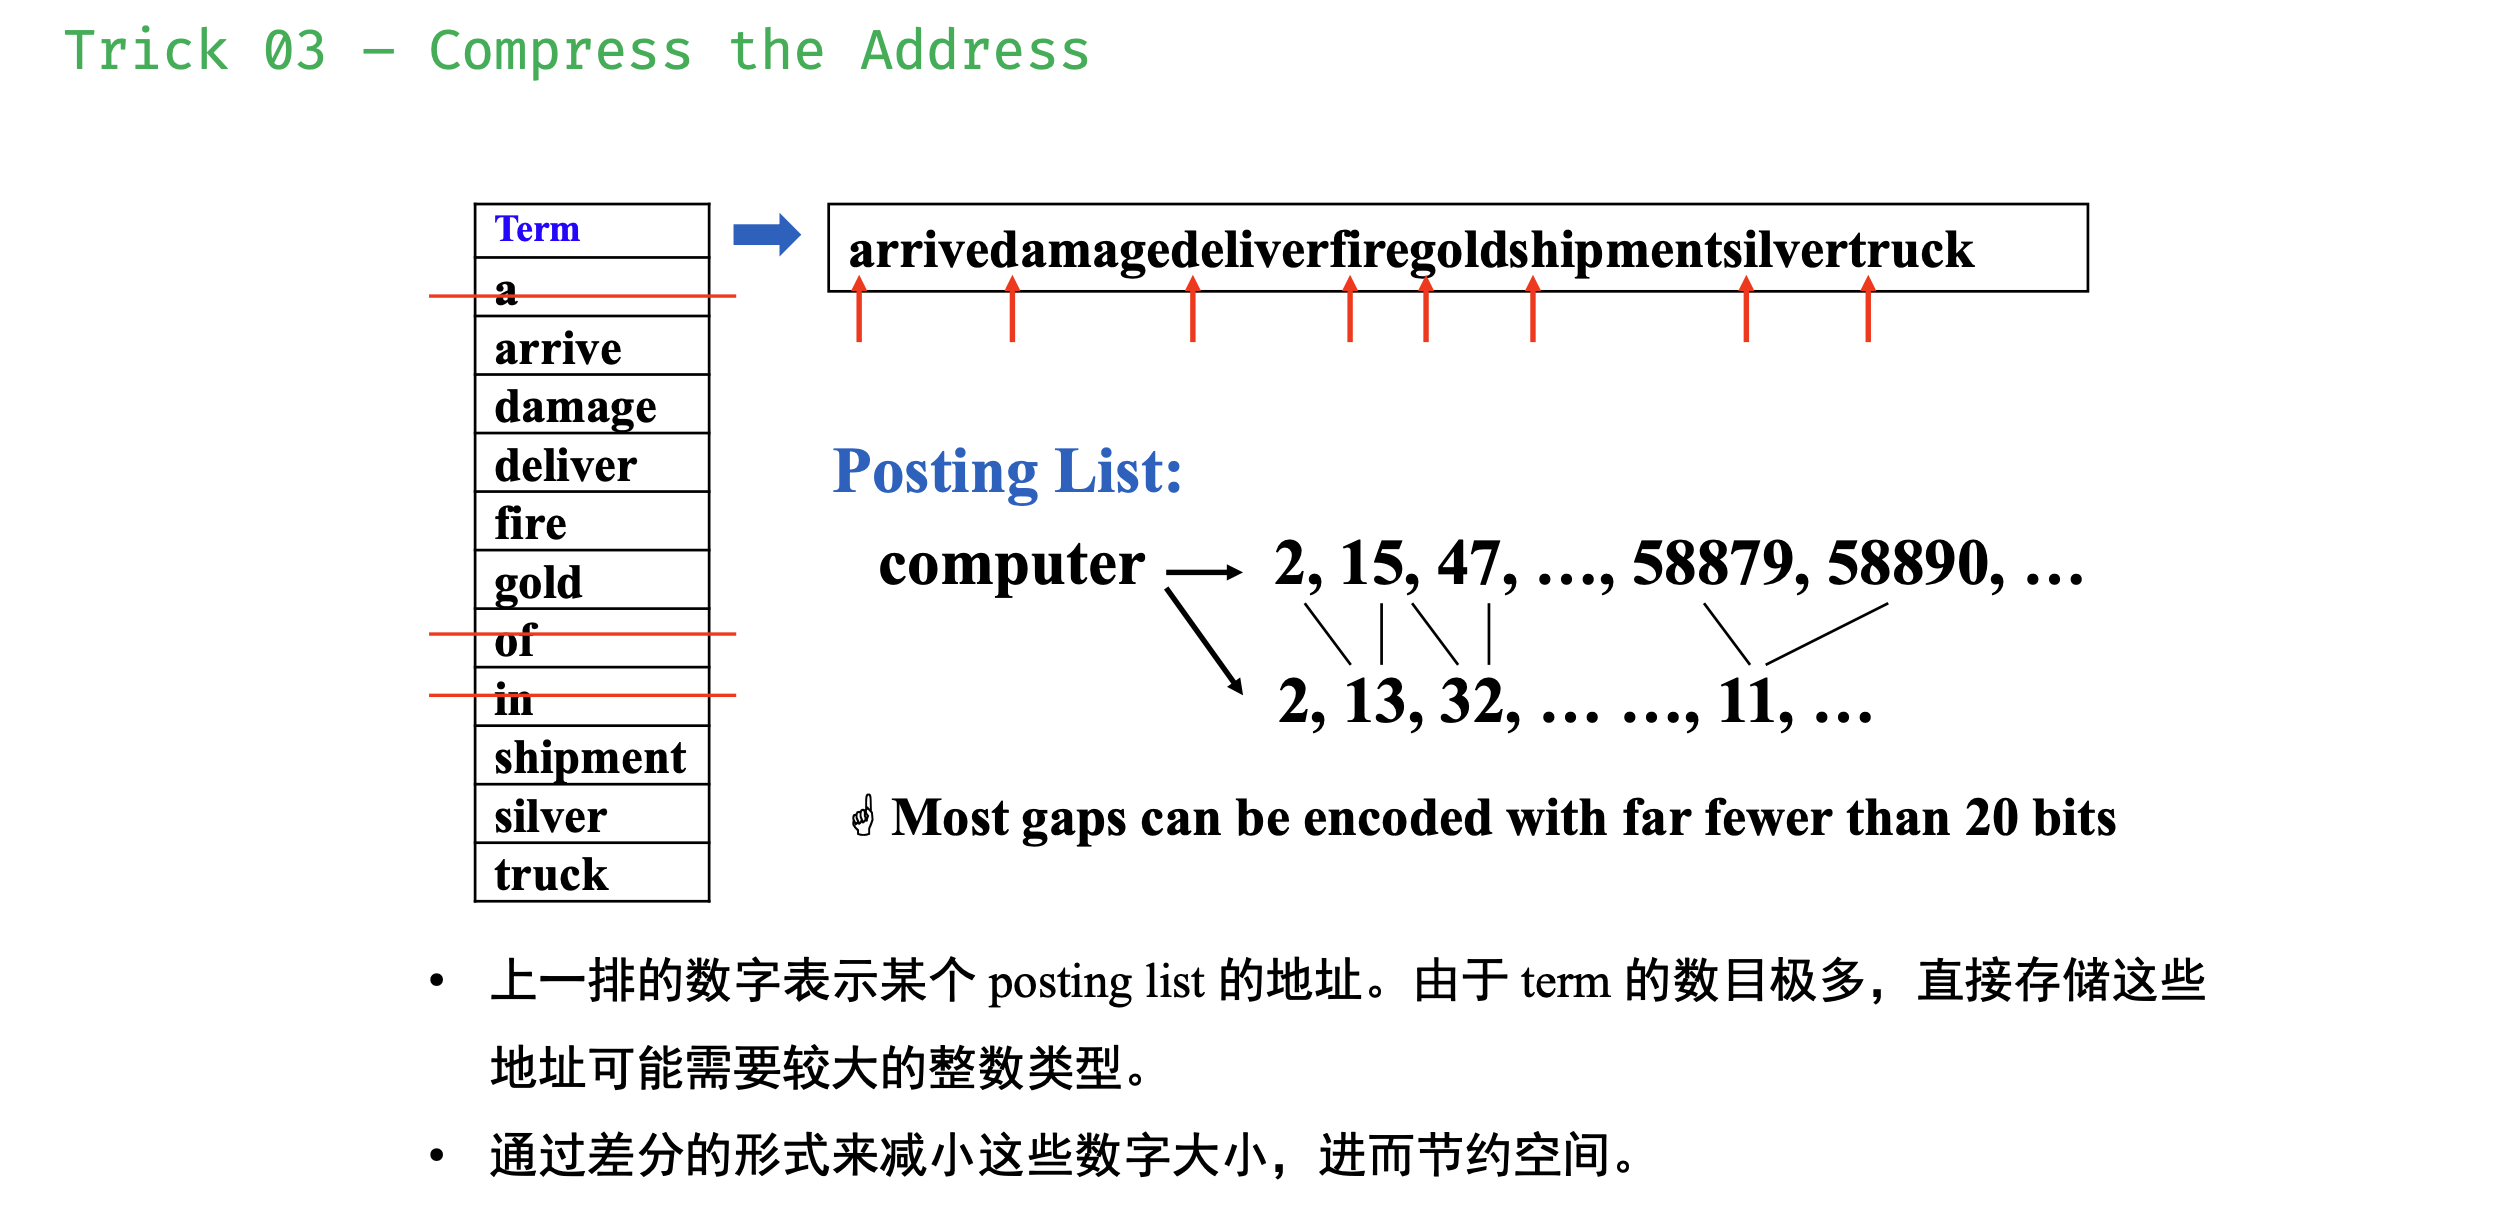 Trick 03 — Compress the Address
Term
a
arrive
damage
deliver
fire
gold
of
in
shipment
silver
truck
arrivedamagedeliverfiregoldshipmentsilvertruck
Posting List:
computer
2, 15, 47, …, 58879, 58890, …
2, 13, 32, … …, 11, …
☝ Most gaps can be encoded with far fewer than 20 bits
• 上一排的数字表示某个 posting list 的地址。由于 term 的数目极多，直接存储这些
地址可能需要较大的整数类型。
• 通过差分的形式来减小这些数字大小，进而节约空间。